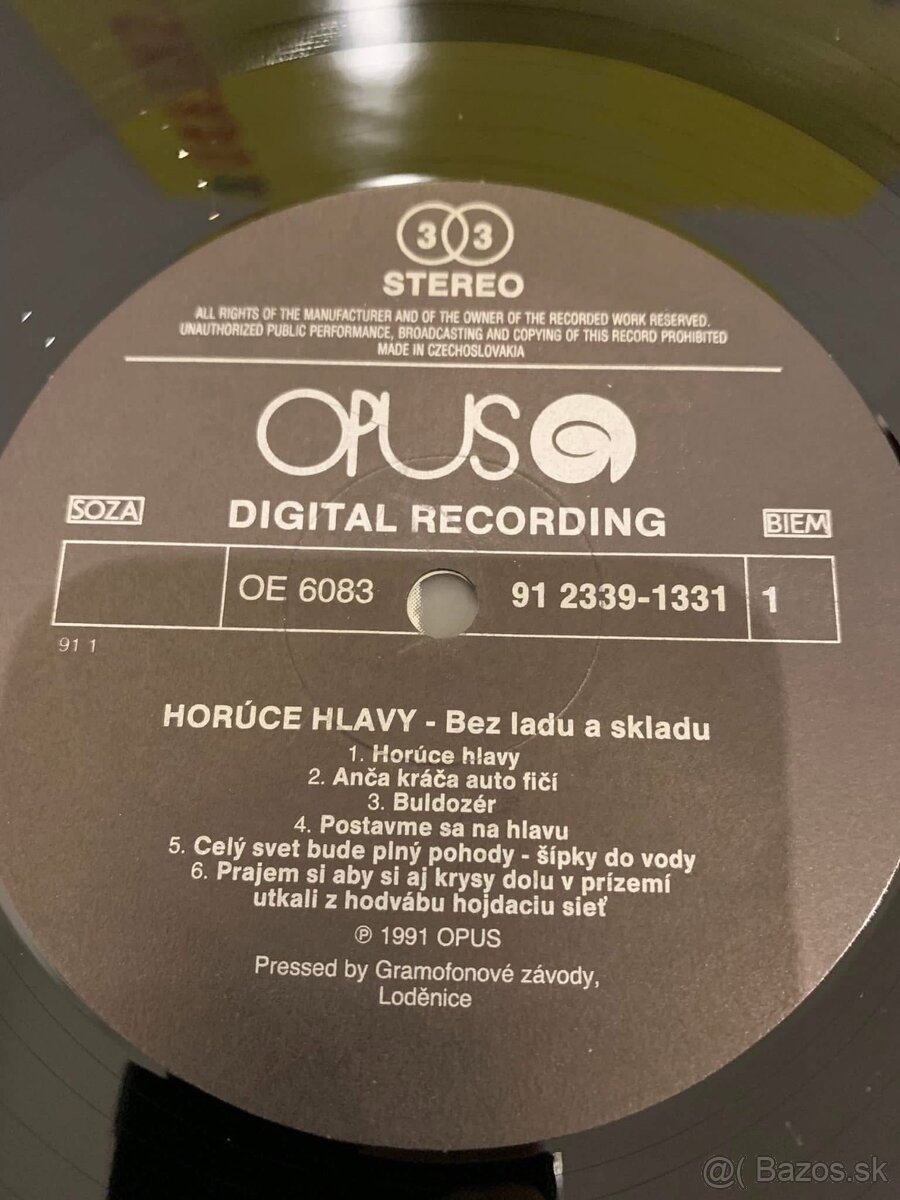 3 3
STEREO
ALL RIGHTS OF THE MANUFACTURER AND OF THE OWNER OF THE RECORDED WORK RESERVED.
UNAUTHORIZED PUBLIC PERFORMANCE, BROADCASTING AND COPYING OF THIS RECORD PROHIBITED
MADE IN CZECHOSLOVAKIA
OPUS
SOZA
DIGITAL RECORDING
BIEM
OE 6083
91 2339-1331
1
91 1
HORÚCE HLAVY - Bez ladu a skladu
1. Horúce hlavy
2. Anča kráča auto fičí
3. Buldozér
4. Postavme sa na hlavu
5. Celý svet bude plný pohody - šípky do vody
6. Prajem si aby si aj krysy dolu v prízemí
utkali z hodvábu hojdaciu sieť
℗ 1991 OPUS
Pressed by Gramofonové závody,
Loděnice
@( Bazos.sk